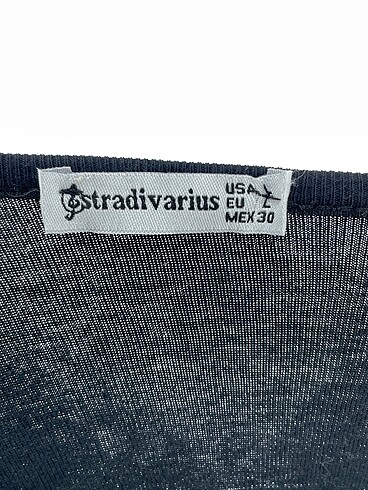 stradivarius
USA
EU
MEX 30